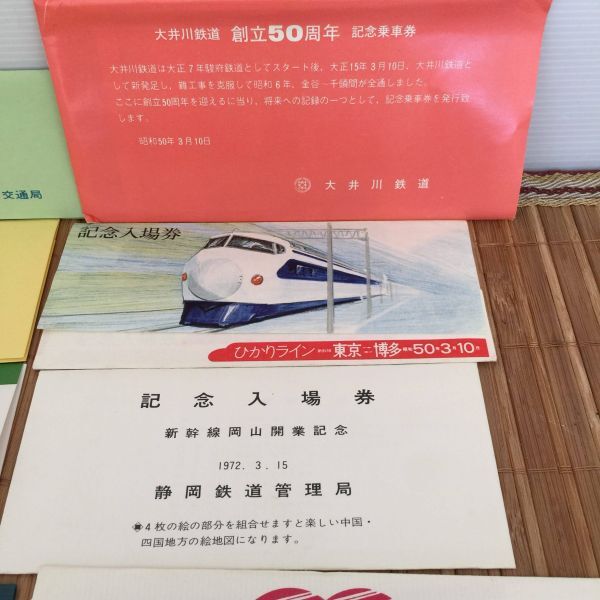 大井川鉄道 創立50周年 記念乗車券
大井川鉄道は大正7年駿府鉄道としてスタート後、大正15年3月10日、大井川鉄道と
して新発足し、難工事を克服して昭和6年、金谷―千頭間が全通しました。
ここに創立50周年を迎えるに当り、将来への記録の一つとして、記念乗車券を発行致
します。
昭和50年3月10日
大井川鉄道
交通局
記念入場券
ひかりライン 東京―博多 昭和50年3月10日
記念入場券
新幹線岡山開業記念
1972.3.15
静岡鉄道管理局
4枚の絵の部分を組合せますと楽しい中国・
四国地方の絵地図になります。